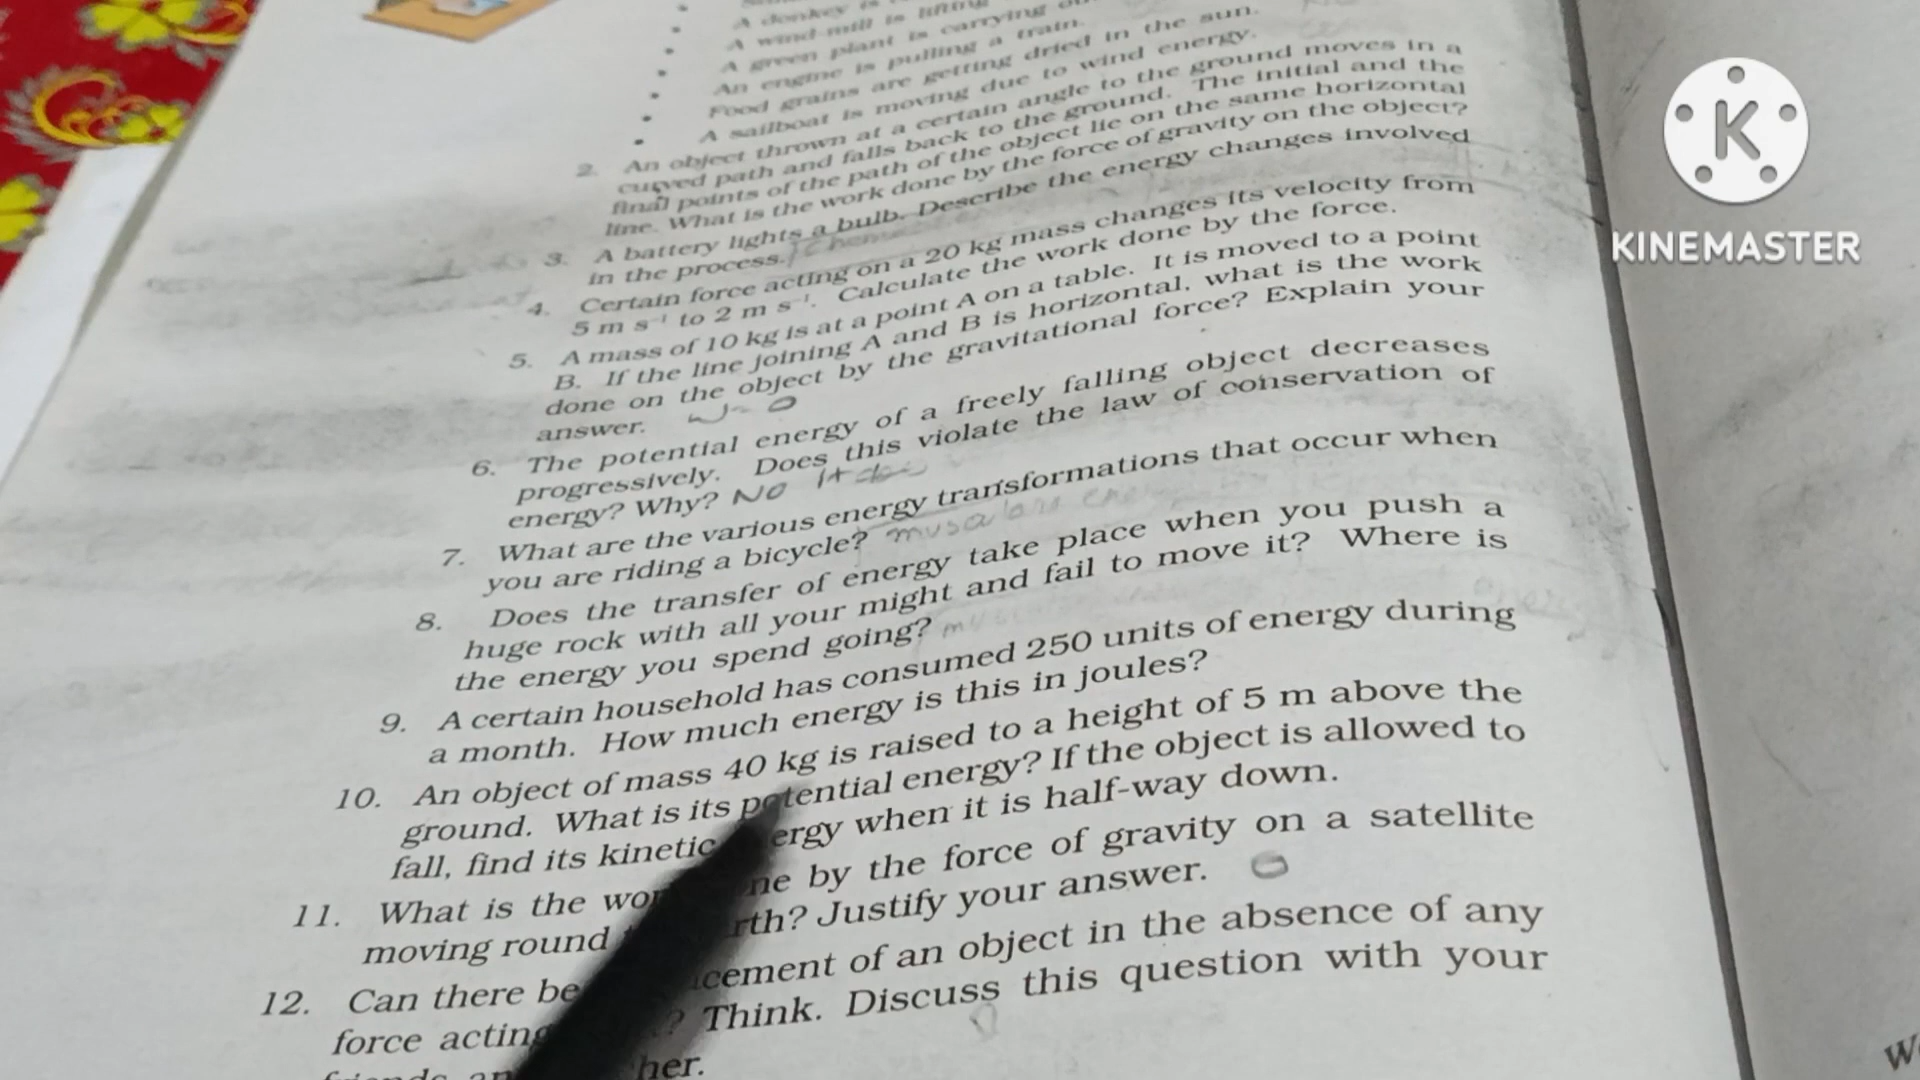 A donkey is
A wind-mill is lifting
A green plant is carrying
An engine is pulling a train.
Food grains are getting dried in the sun.
A sailboat is moving due to wind energy.
2. An object thrown at a certain angle to the ground moves in a
curved path and falls back to the ground. The initial and the
final points of the path of the object lie on the same horizontal
line. What is the work done by the force of gravity on the object?
3. A battery lights a bulb. Describe the energy changes involved
in the process.
4. Certain force acting on a 20 kg mass changes its velocity from
5 m s⁻¹ to 2 m s⁻¹. Calculate the work done by the force.
5. A mass of 10 kg is at a point A on a table. It is moved to a point
B. If the line joining A and B is horizontal, what is the work
done on the object by the gravitational force? Explain your
answer.
6. The potential energy of a freely falling object decreases
progressively. Does this violate the law of conservation of
energy? Why? No it
7. What are the various energy transformations that occur when
you are riding a bicycle?
8. Does the transfer of energy take place when you push a
huge rock with all your might and fail to move it? Where is
the energy you spend going?
9. A certain household has consumed 250 units of energy during
a month. How much energy is this in joules?
10. An object of mass 40 kg is raised to a height of 5 m above the
ground. What is its potential energy? If the object is allowed to
fall, find its kinetic ergy when it is half-way down.
11. What is the wo ne by the force of gravity on a satellite
moving round rth? Justify your answer.
12. Can there be cement of an object in the absence of any
force acting ? Think. Discuss this question with your
her.
K
KINEMASTER